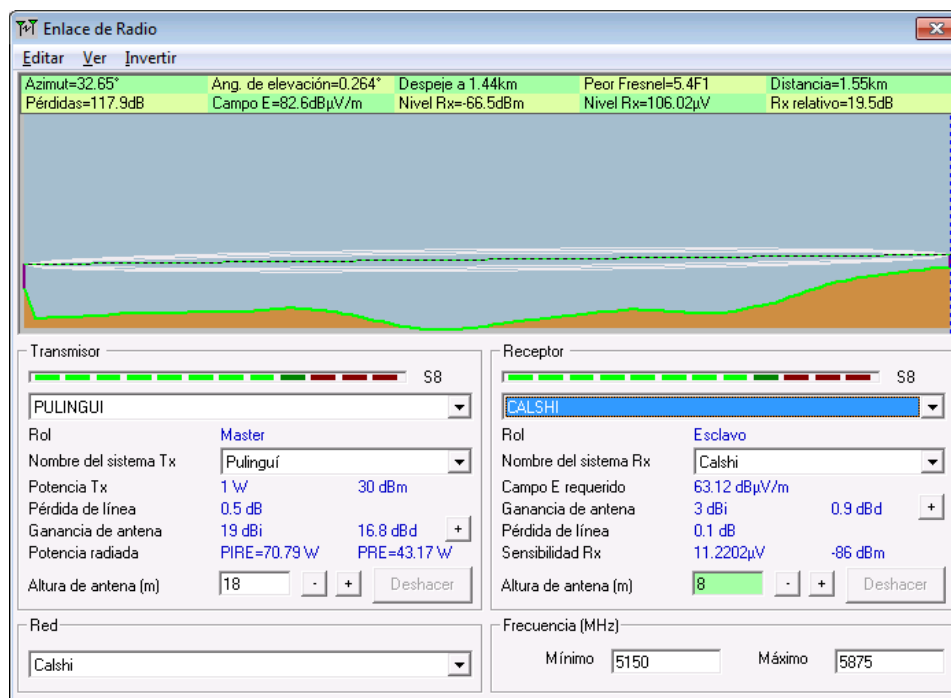 Enlace de Radio
Editar Ver Invertir
Azimut=32.65° Ang. de elevación=0.264° Despeje a 1.44km Peor Fresnel=5.4F1 Distancia=1.55km
Pérdidas=117.9dB Campo E=82.6dBµV/m Nivel Rx=-66.5dBm Nivel Rx=106.02µV Rx relativo=19.5dB
Transmisor
S8
PULINGUI
Rol Master
Nombre del sistema Tx Pulinguí
Potencia Tx 1 W 30 dBm
Pérdida de línea 0.5 dB
Ganancia de antena 19 dBi 16.8 dBd +
Potencia radiada PIRE=70.79 W PRE=43.17 W
Altura de antena (m) 18 - + Deshacer
Receptor
S8
CALSHI
Rol Esclavo
Nombre del sistema Rx Calshi
Campo E requerido 63.12 dBµV/m
Ganancia de antena 3 dBi 0.9 dBd +
Pérdida de línea 0.1 dB
Sensibilidad Rx 11.2202µV -86 dBm
Altura de antena (m) 8 - + Deshacer
Red
Calshi
Frecuencia (MHz)
Mínimo 5150 Máximo 5875